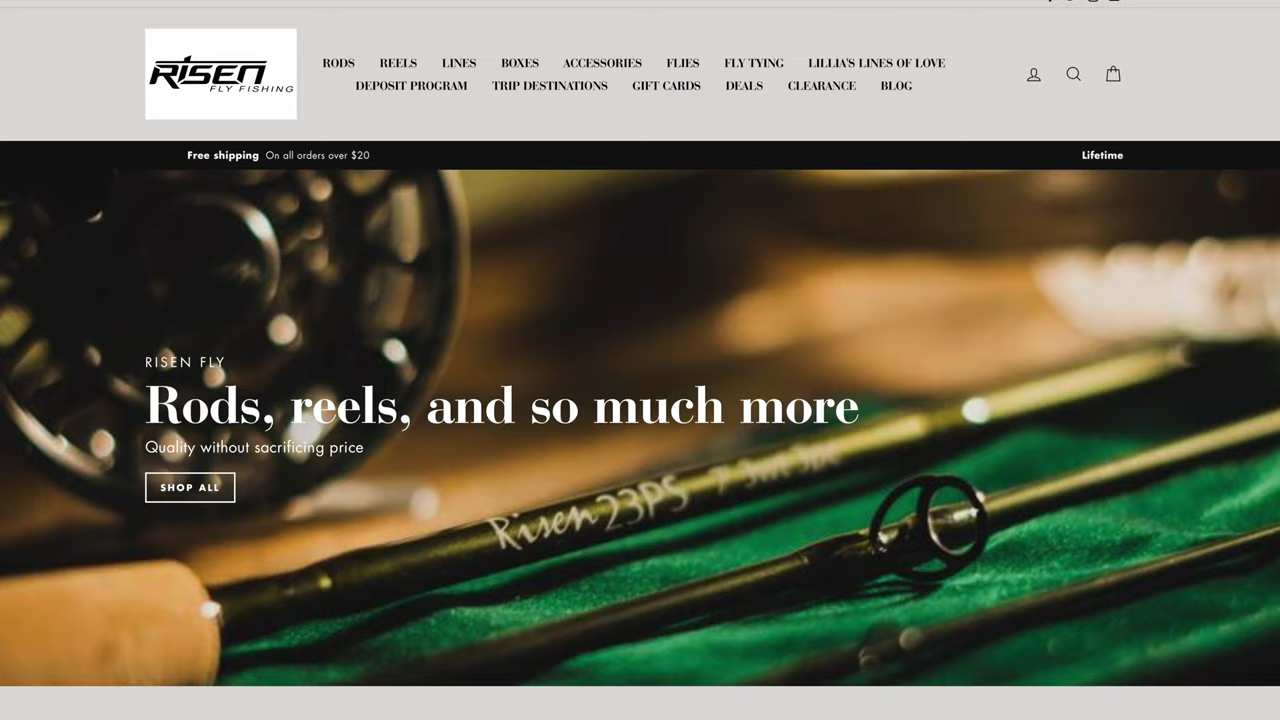 RISEN
FLY FISHING
RODS REELS LINES BOXES ACCESSORIES FLIES FLY TYING LILLIA'S LINES OF LOVE
DEPOSIT PROGRAM TRIP DESTINATIONS GIFT CARDS DEALS CLEARANCE BLOG
Free shipping On all orders over $20
Lifetime
RISEN FLY
Rods, reels, and so much more
Quality without sacrificing price
SHOP ALL
Risen 23PS